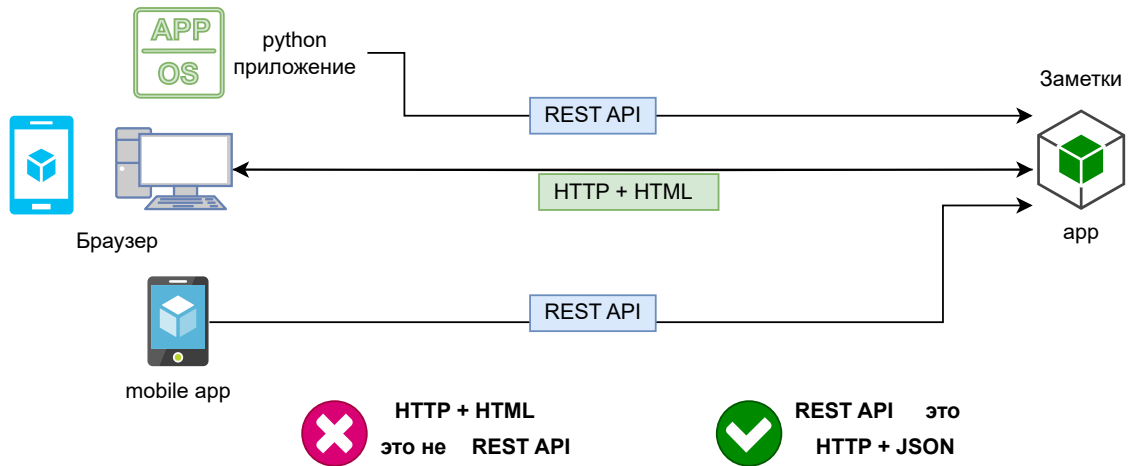 APP
OS
python
приложение
REST API
Заметки
HTTP + HTML
app
Браузер
REST API
mobile app
HTTP + HTML
это не REST API
REST API это
HTTP + JSON